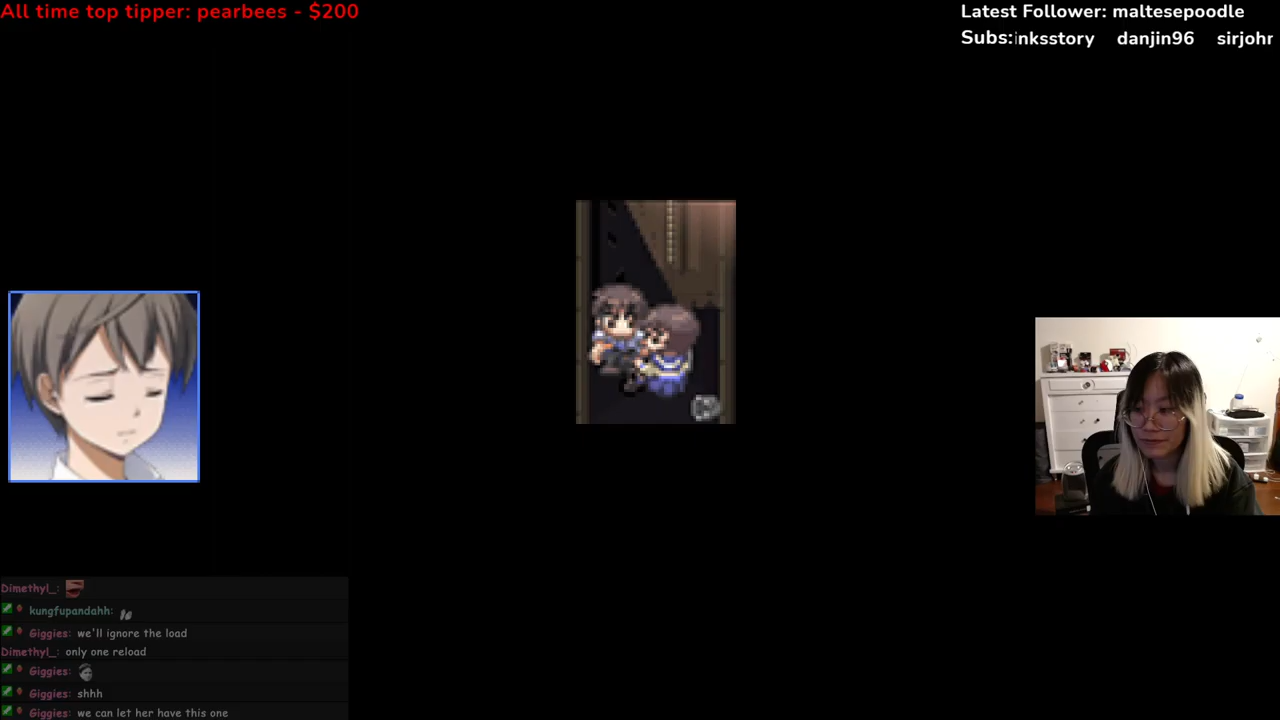 All time top tipper: pearbees - $200
Latest Follower: maltesepoodle
Subs: inksstory danjin96 sirjohr
Dimethyl_:
kungfupandahh:
Giggies: we'll ignore the load
Dimethyl_: only one reload
Giggies:
Giggies: shhh
Giggies: we can let her have this one